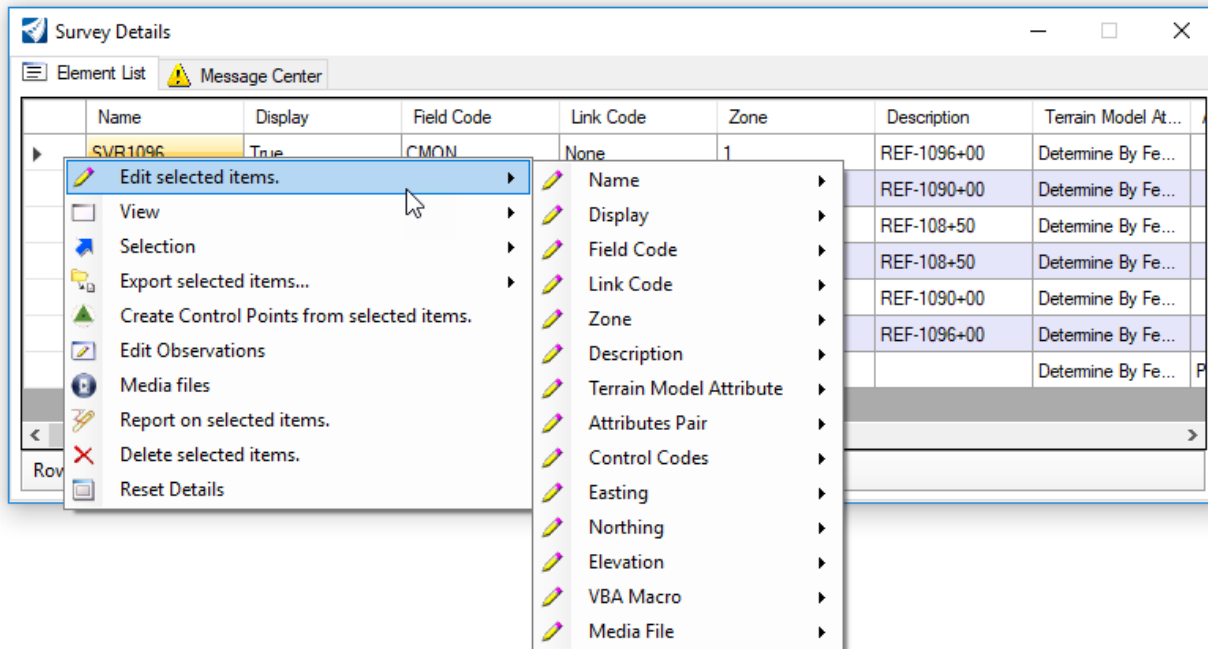 Survey Details
Element List Message Center
Name Display Field Code Link Code Zone Description Terrain Model At...
SVR1096 True CMON None 1 REF-1096+00 Determine By Fe...
REF-1090+00 Determine By Fe...
REF-108+50 Determine By Fe...
REF-108+50 Determine By Fe...
REF-1090+00 Determine By Fe...
REF-1096+00 Determine By Fe...
Determine By Fe... P
Row
Edit selected items.
View
Selection
Export selected items...
Create Control Points from selected items.
Edit Observations
Media files
Report on selected items.
Delete selected items.
Reset Details
Name
Display
Field Code
Link Code
Zone
Description
Terrain Model Attribute
Attributes Pair
Control Codes
Easting
Northing
Elevation
VBA Macro
Media File